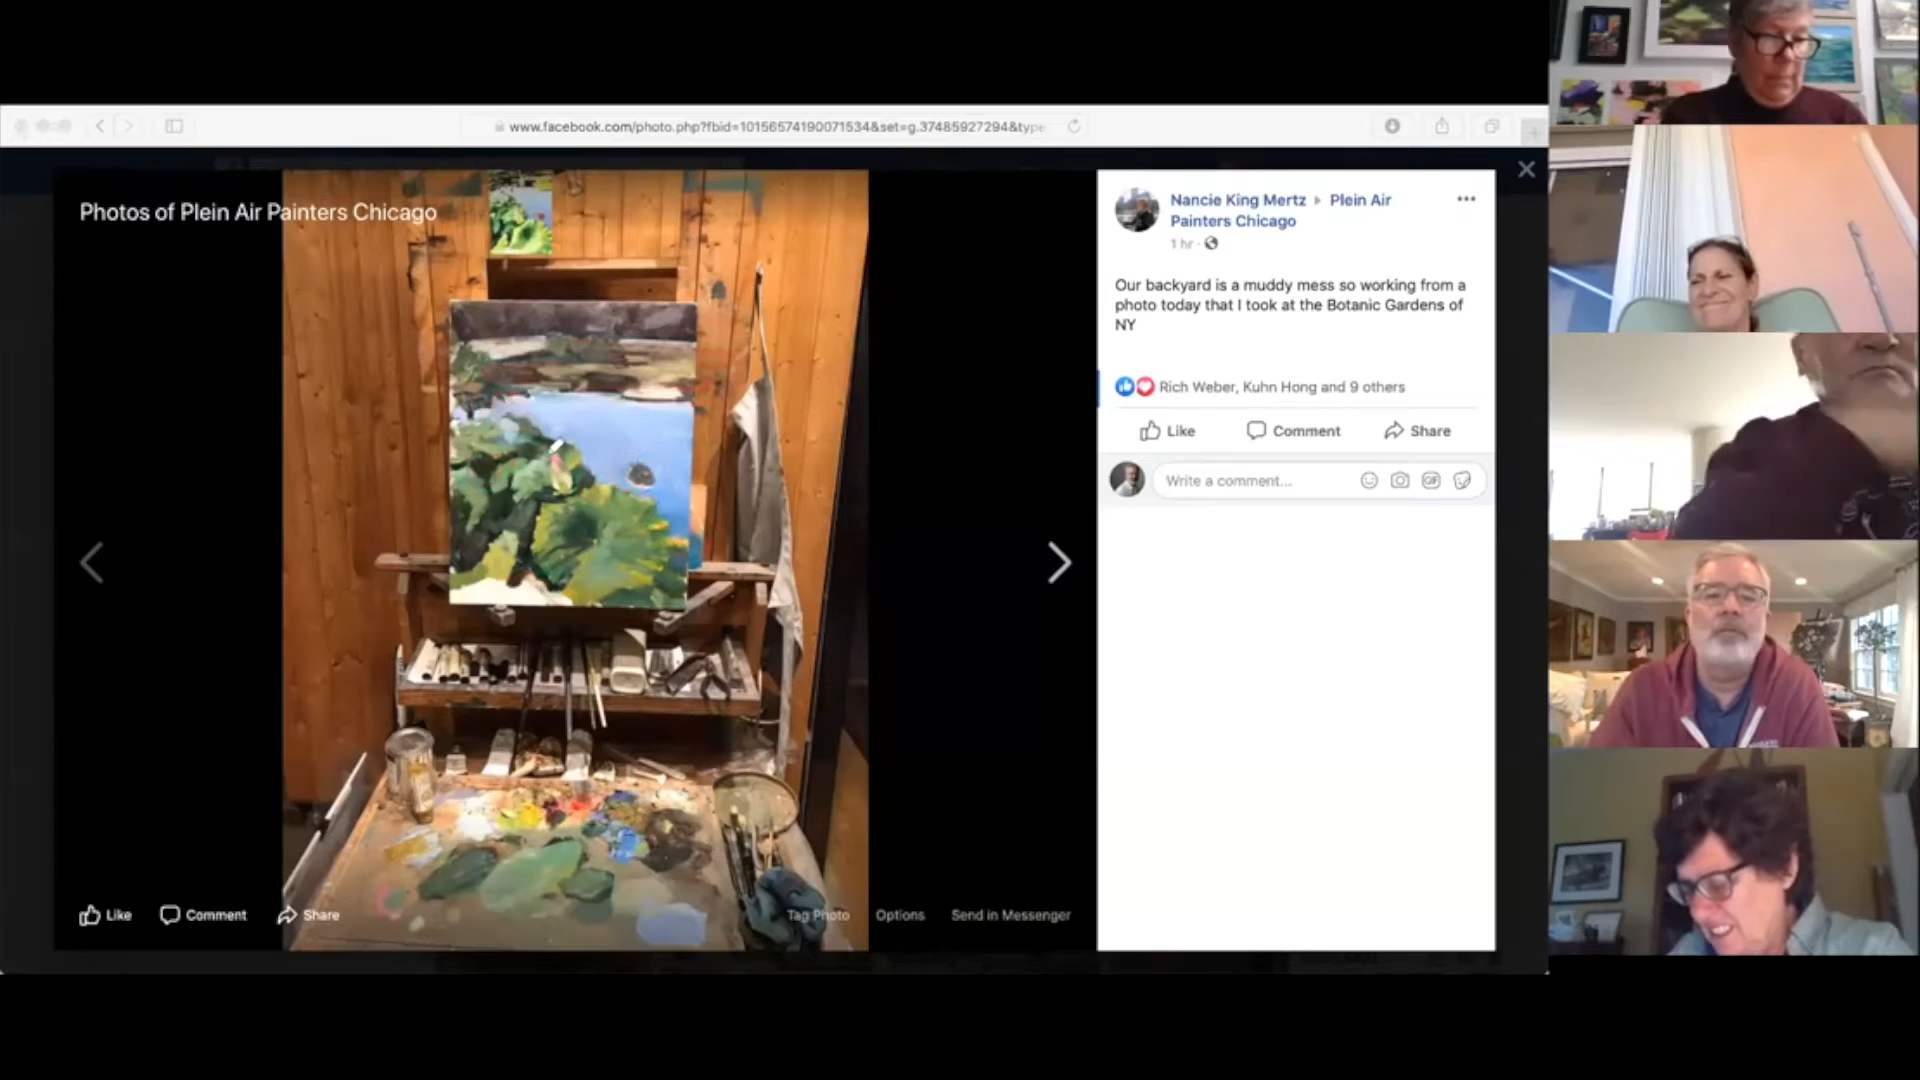 www.facebook.com/photo.php?fbid=10156574190071534&set=g.37485927294&type
Photos of Plein Air Painters Chicago
Nancie King Mertz ▸ Plein Air
Painters Chicago
1 hr ·
Our backyard is a muddy mess so working from a
photo today that I took at the Botanic Gardens of
NY
Rich Weber, Kuhn Hong and 9 others
Like Comment Share
Write a comment...
GIF
Like Comment Share
Tag Photo Options Send in Messenger